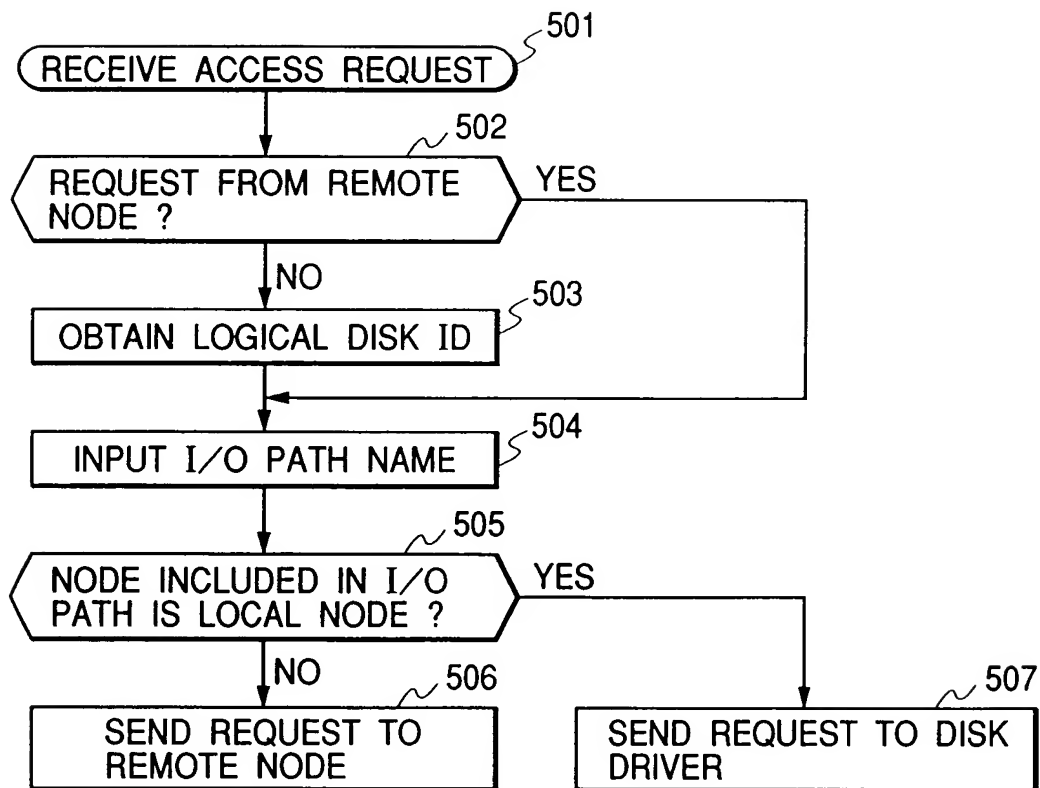 501
RECEIVE ACCESS REQUEST
502
REQUEST FROM REMOTE
NODE ?
YES
NO
503
OBTAIN LOGICAL DISK ID
504
INPUT I/O PATH NAME
505
NODE INCLUDED IN I/O
PATH IS LOCAL NODE ?
YES
NO
506
SEND REQUEST TO
REMOTE NODE
507
SEND REQUEST TO DISK
DRIVER